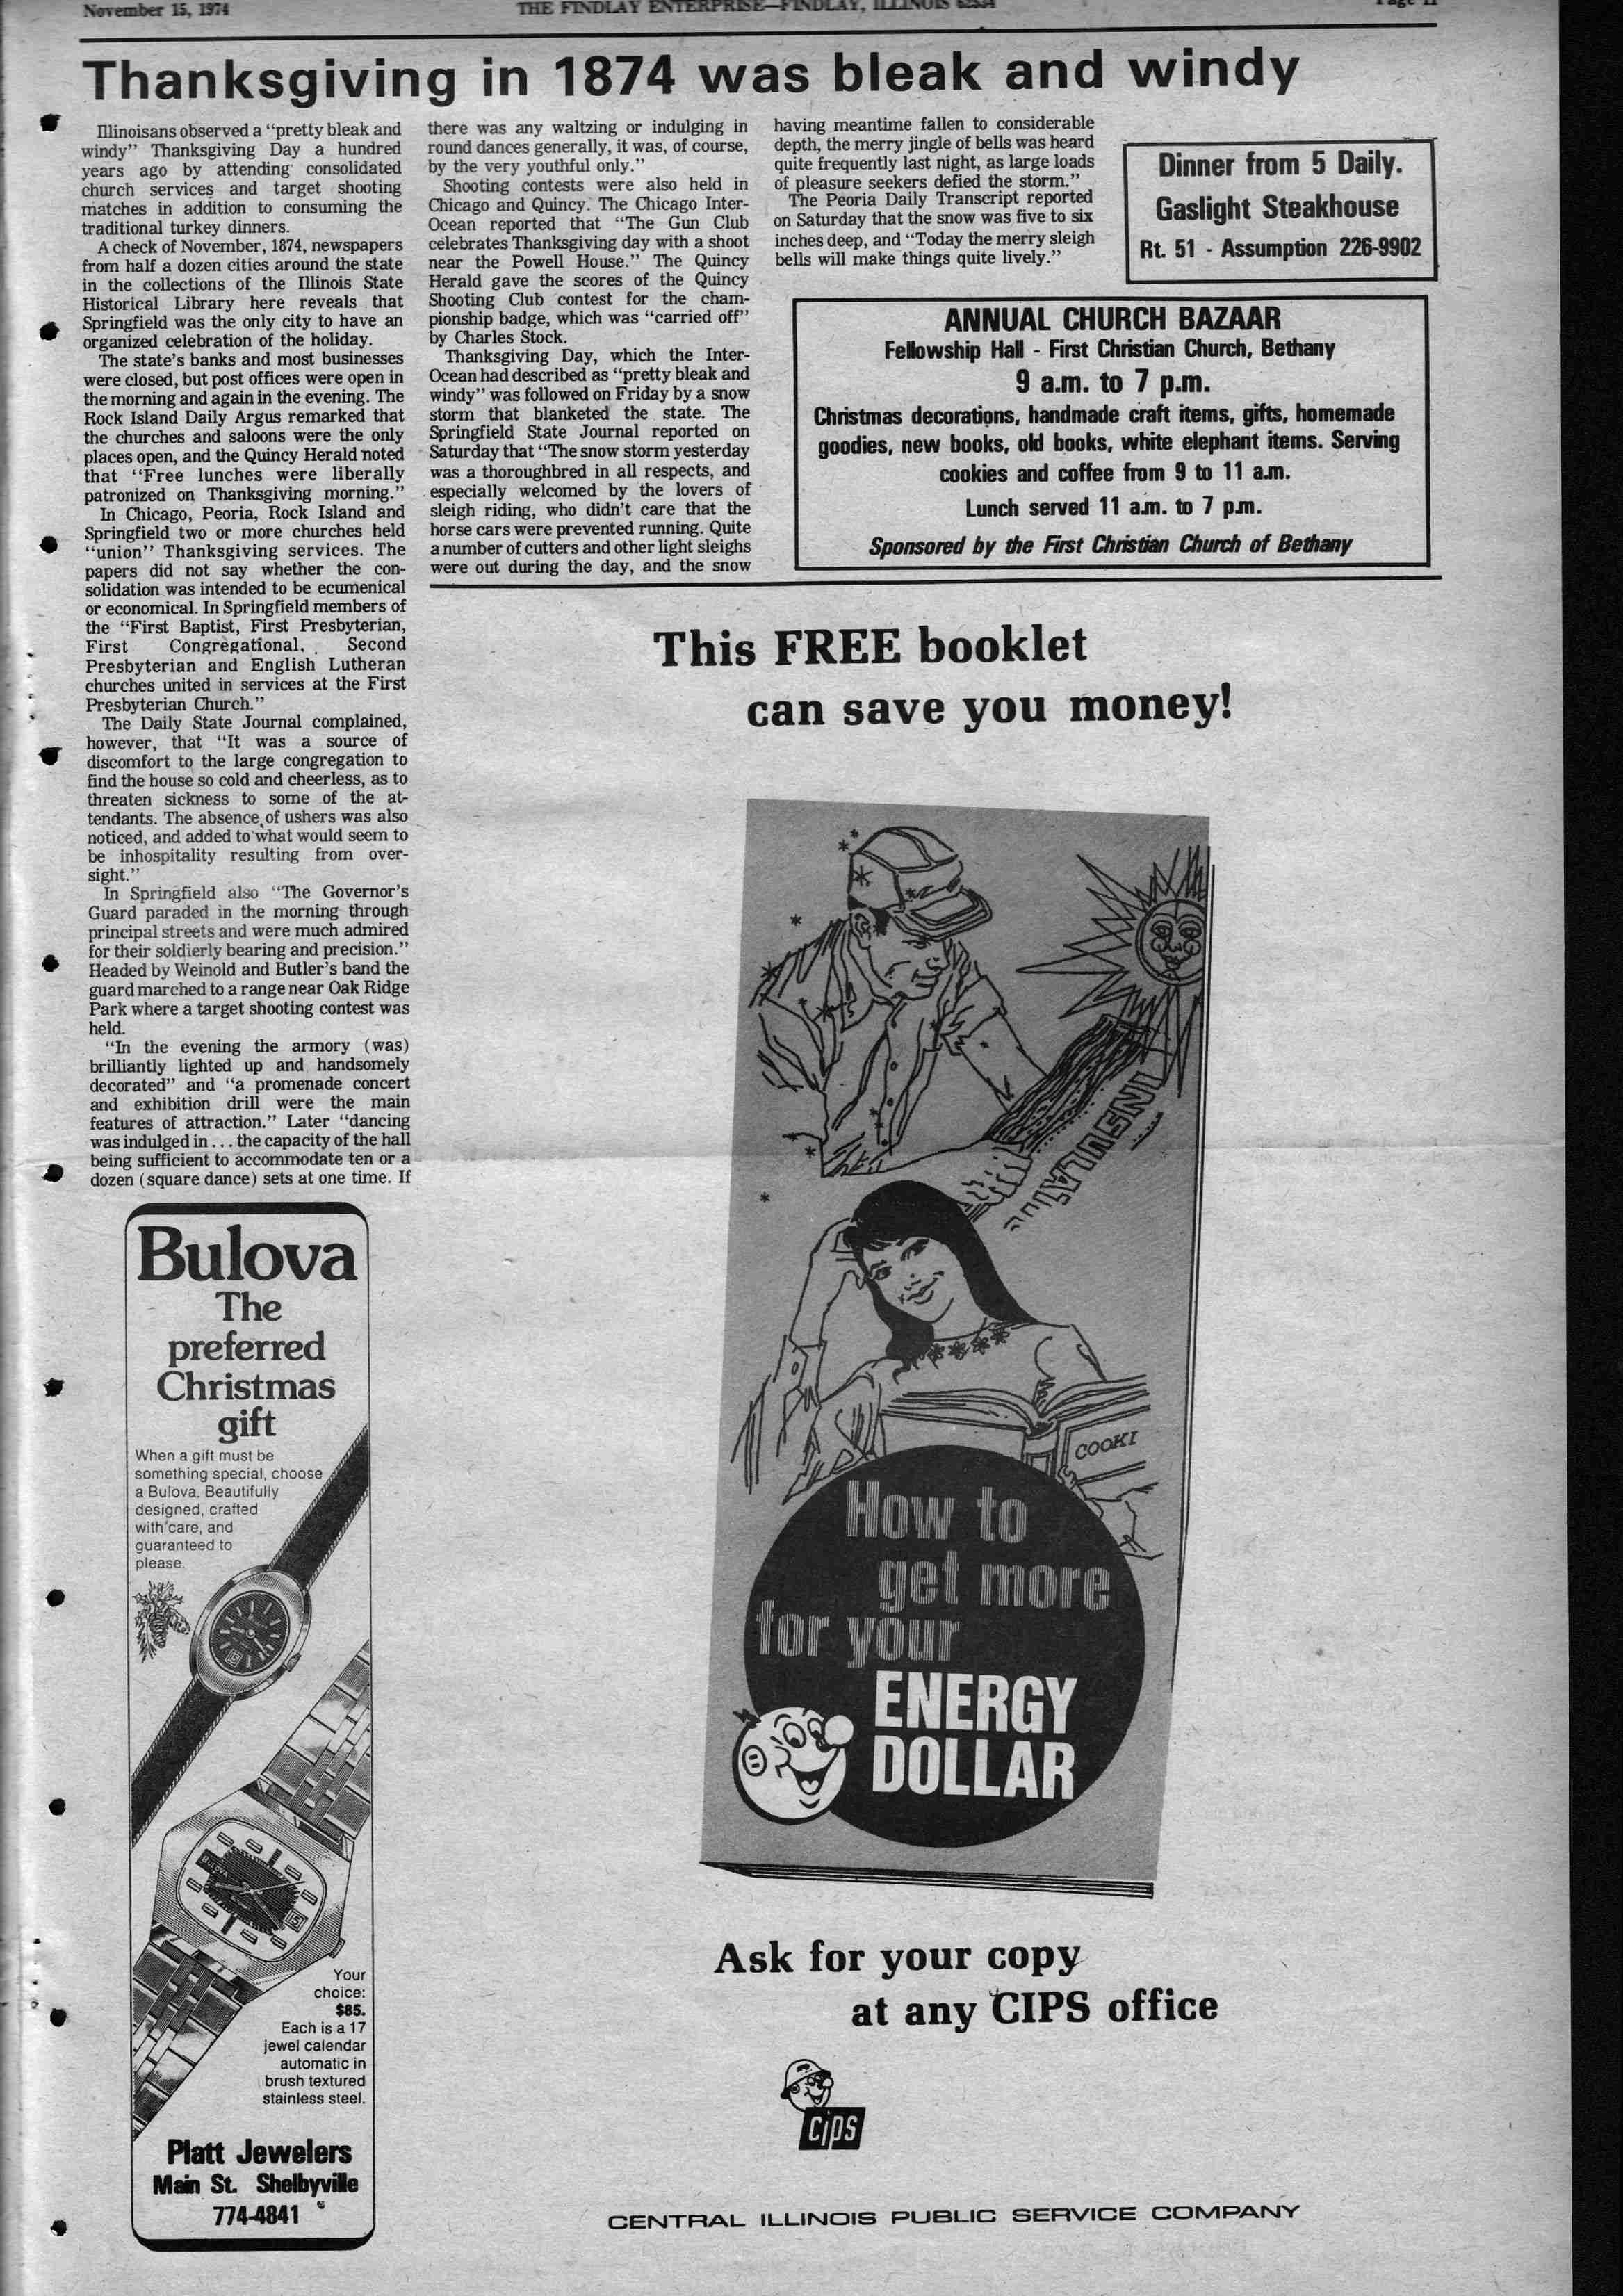 November 15, 1974
THE FINDLAY ENTERPRISE—FINDLAY, ILLINOIS 62534
Page 11
Thanksgiving in 1874 was bleak and windy
Illinoisans observed a "pretty bleak and
windy" Thanksgiving Day a hundred
years ago by attending consolidated
church services and target shooting
matches in addition to consuming the
traditional turkey dinners.
A check of November, 1874, newspapers
from half a dozen cities around the state
in the collections of the Illinois State
Historical Library here reveals that
Springfield was the only city to have an
organized celebration of the holiday.
The state's banks and most businesses
were closed, but post offices were open in
the morning and again in the evening. The
Rock Island Daily Argus remarked that
the churches and saloons were the only
places open, and the Quincy Herald noted
that "Free lunches were liberally
patronized on Thanksgiving morning."
In Chicago, Peoria, Rock Island and
Springfield two or more churches held
"union" Thanksgiving services. The
papers did not say whether the con-
solidation was intended to be ecumenical
or economical. In Springfield members of
the "First Baptist, First Presbyterian,
First Congregational, Second
Presbyterian and English Lutheran
churches united in services at the First
Presbyterian Church."
The Daily State Journal complained,
however, that "It was a source of
discomfort to the large congregation to
find the house so cold and cheerless, as to
threaten sickness to some of the at-
tendants. The absence of ushers was also
noticed, and added to what would seem to
be inhospitality resulting from over-
sight."
In Springfield also "The Governor's
Guard paraded in the morning through
principal streets and were much admired
for their soldierly bearing and precision."
Headed by Weinold and Butler's band the
guard marched to a range near Oak Ridge
Park where a target shooting contest was
held.
"In the evening the armory (was)
brilliantly lighted up and handsomely
decorated" and "a promenade concert
and exhibition drill were the main
features of attraction." Later "dancing
was indulged in . . . the capacity of the hall
being sufficient to accommodate ten or a
dozen (square dance) sets at one time. If
there was any waltzing or indulging in
round dances generally, it was, of course,
by the very youthful only."
Shooting contests were also held in
Chicago and Quincy. The Chicago Inter-
Ocean reported that "The Gun Club
celebrates Thanksgiving day with a shoot
near the Powell House." The Quincy
Herald gave the scores of the Quincy
Shooting Club contest for the cham-
pionship badge, which was "carried off"
by Charles Stock.
Thanksgiving Day, which the Inter-
Ocean had described as "pretty bleak and
windy" was followed on Friday by a snow
storm that blanketed the state. The
Springfield State Journal reported on
Saturday that "The snow storm yesterday
was a thoroughbred in all respects, and
especially welcomed by the lovers of
sleigh riding, who didn't care that the
horse cars were prevented running. Quite
a number of cutters and other light sleighs
were out during the day, and the snow
having meantime fallen to considerable
depth, the merry jingle of bells was heard
quite frequently last night, as large loads
of pleasure seekers defied the storm."
The Peoria Daily Transcript reported
on Saturday that the snow was five to six
inches deep, and "Today the merry sleigh
bells will make things quite lively."
Dinner from 5 Daily.
Gaslight Steakhouse
Rt. 51 - Assumption 226-9902
ANNUAL CHURCH BAZAAR
Fellowship Hall - First Christian Church, Bethany
9 a.m. to 7 p.m.
Christmas decorations, handmade craft items, gifts, homemade
goodies, new books, old books, white elephant items. Serving
cookies and coffee from 9 to 11 a.m.
Lunch served 11 a.m. to 7 p.m.
Sponsored by the First Christian Church of Bethany
This FREE booklet
can save you money!
INSULATI
COOKI
How to
get more
for your
ENERGY
DOLLAR
Ask for your copy
at any CIPS office
cips
CENTRAL ILLINOIS PUBLIC SERVICE COMPANY
Bulova
The
preferred
Christmas
gift
When a gift must be
something special, choose
a Bulova. Beautifully
designed, crafted
with care, and
guaranteed to
please.
BULOVA
Your
choice:
$85.
Each is a 17
jewel calendar
automatic in
brush textured
stainless steel.
Platt Jewelers
Main St. Shelbyville
774-4841